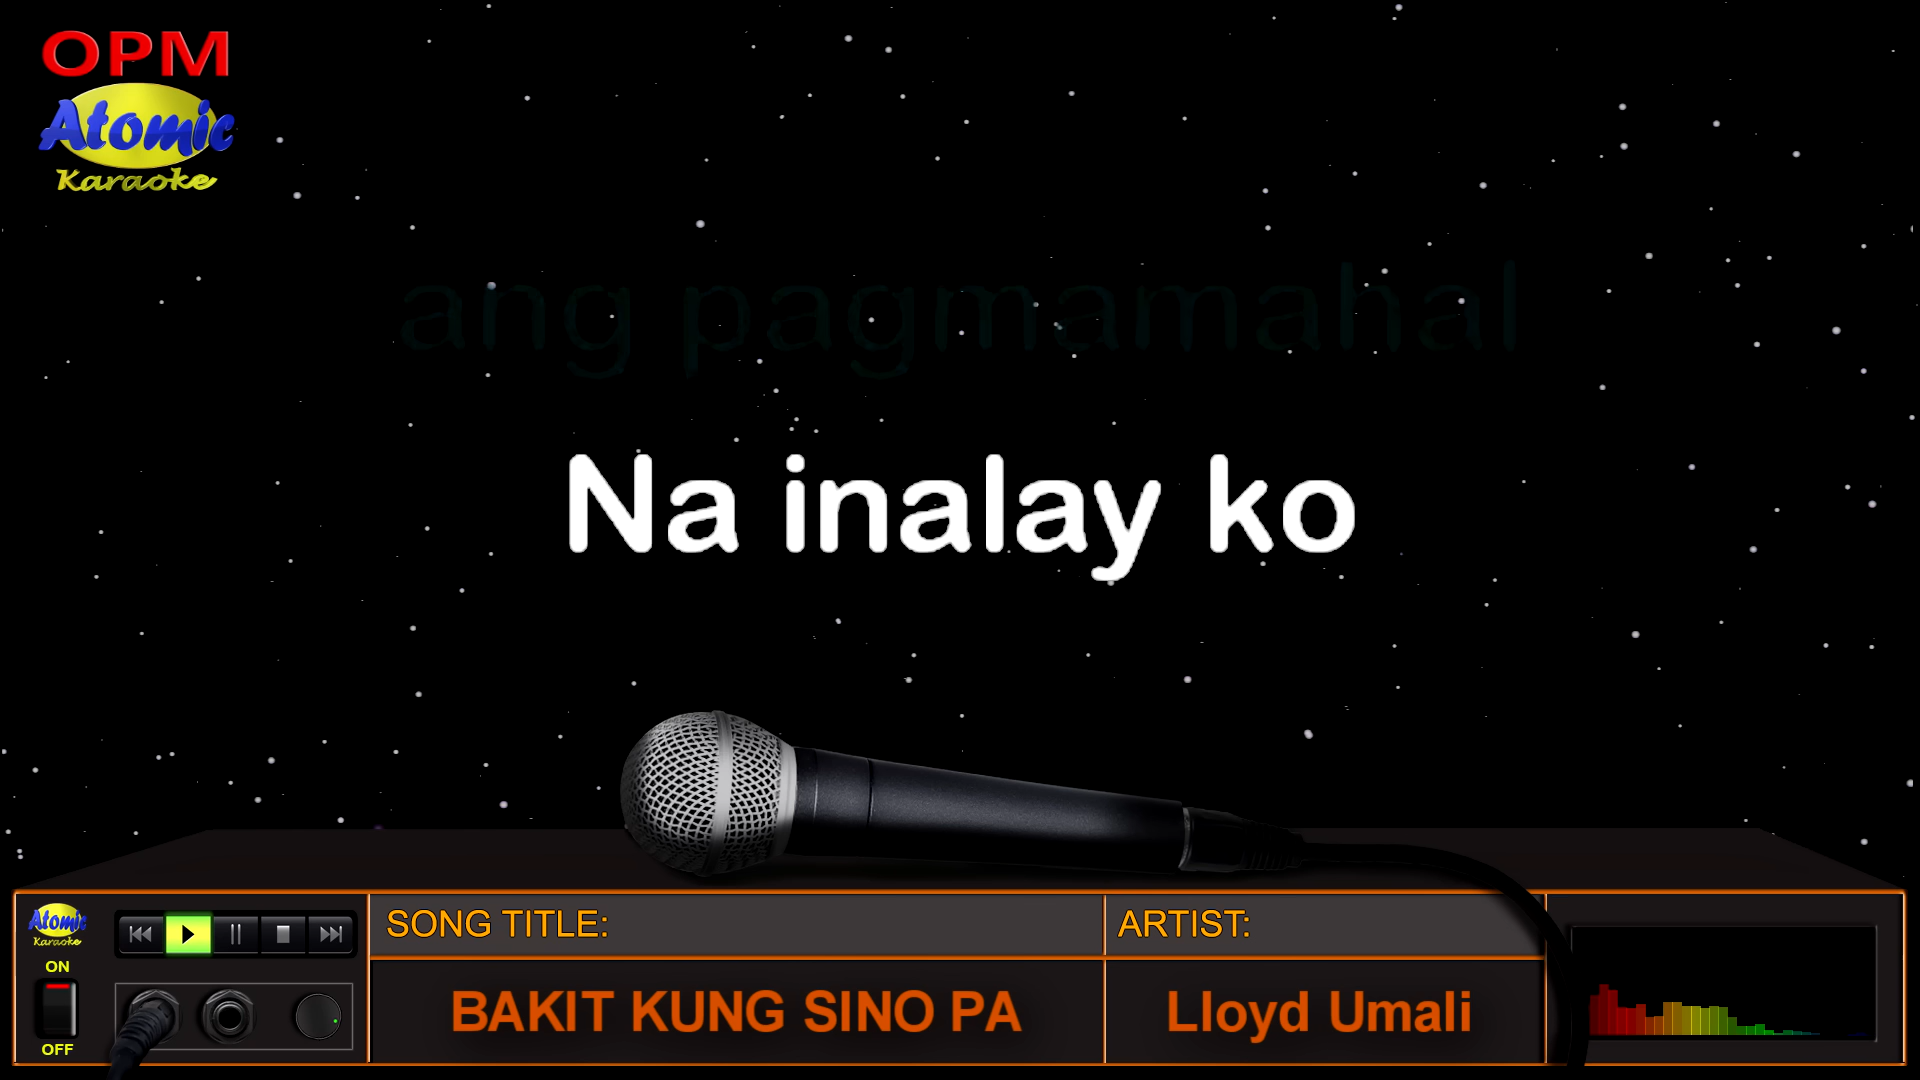 OPM
Atomic
Karaoke
ang pagmamahal
Na inalay ko
Atomic
Karaoke
ON
OFF
SONG TITLE:
BAKIT KUNG SINO PA
ARTIST:
Lloyd Umali